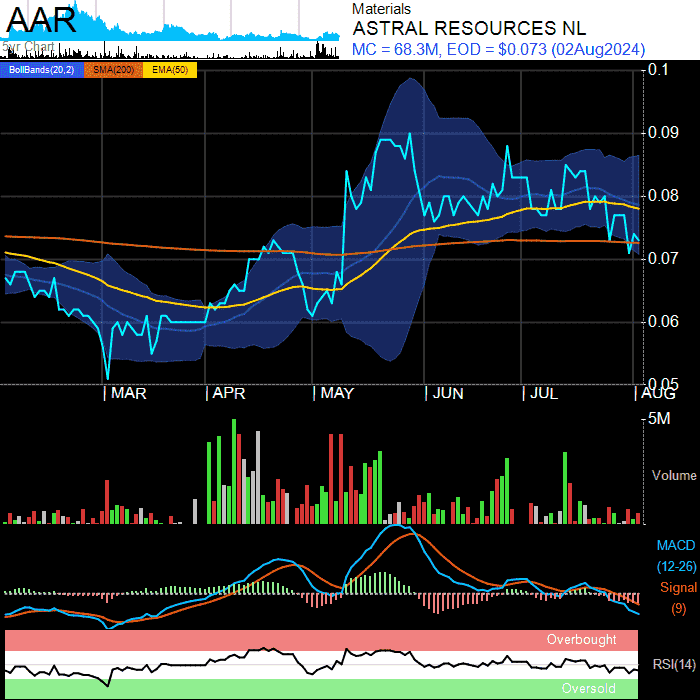 AAR
5yr Chart
Materials
ASTRAL RESOURCES NL
MC = 68.3M, EOD = $0.073 (02Aug2024)
BollBands(20,2) SMA(200) EMA(50)
0.1
0.09
0.08
0.07
0.06
0.05
MAR APR MAY JUN JUL AUG
5M
Volume
MACD
(12-26)
Signal
(9)
Overbought
RSI(14)
Oversold